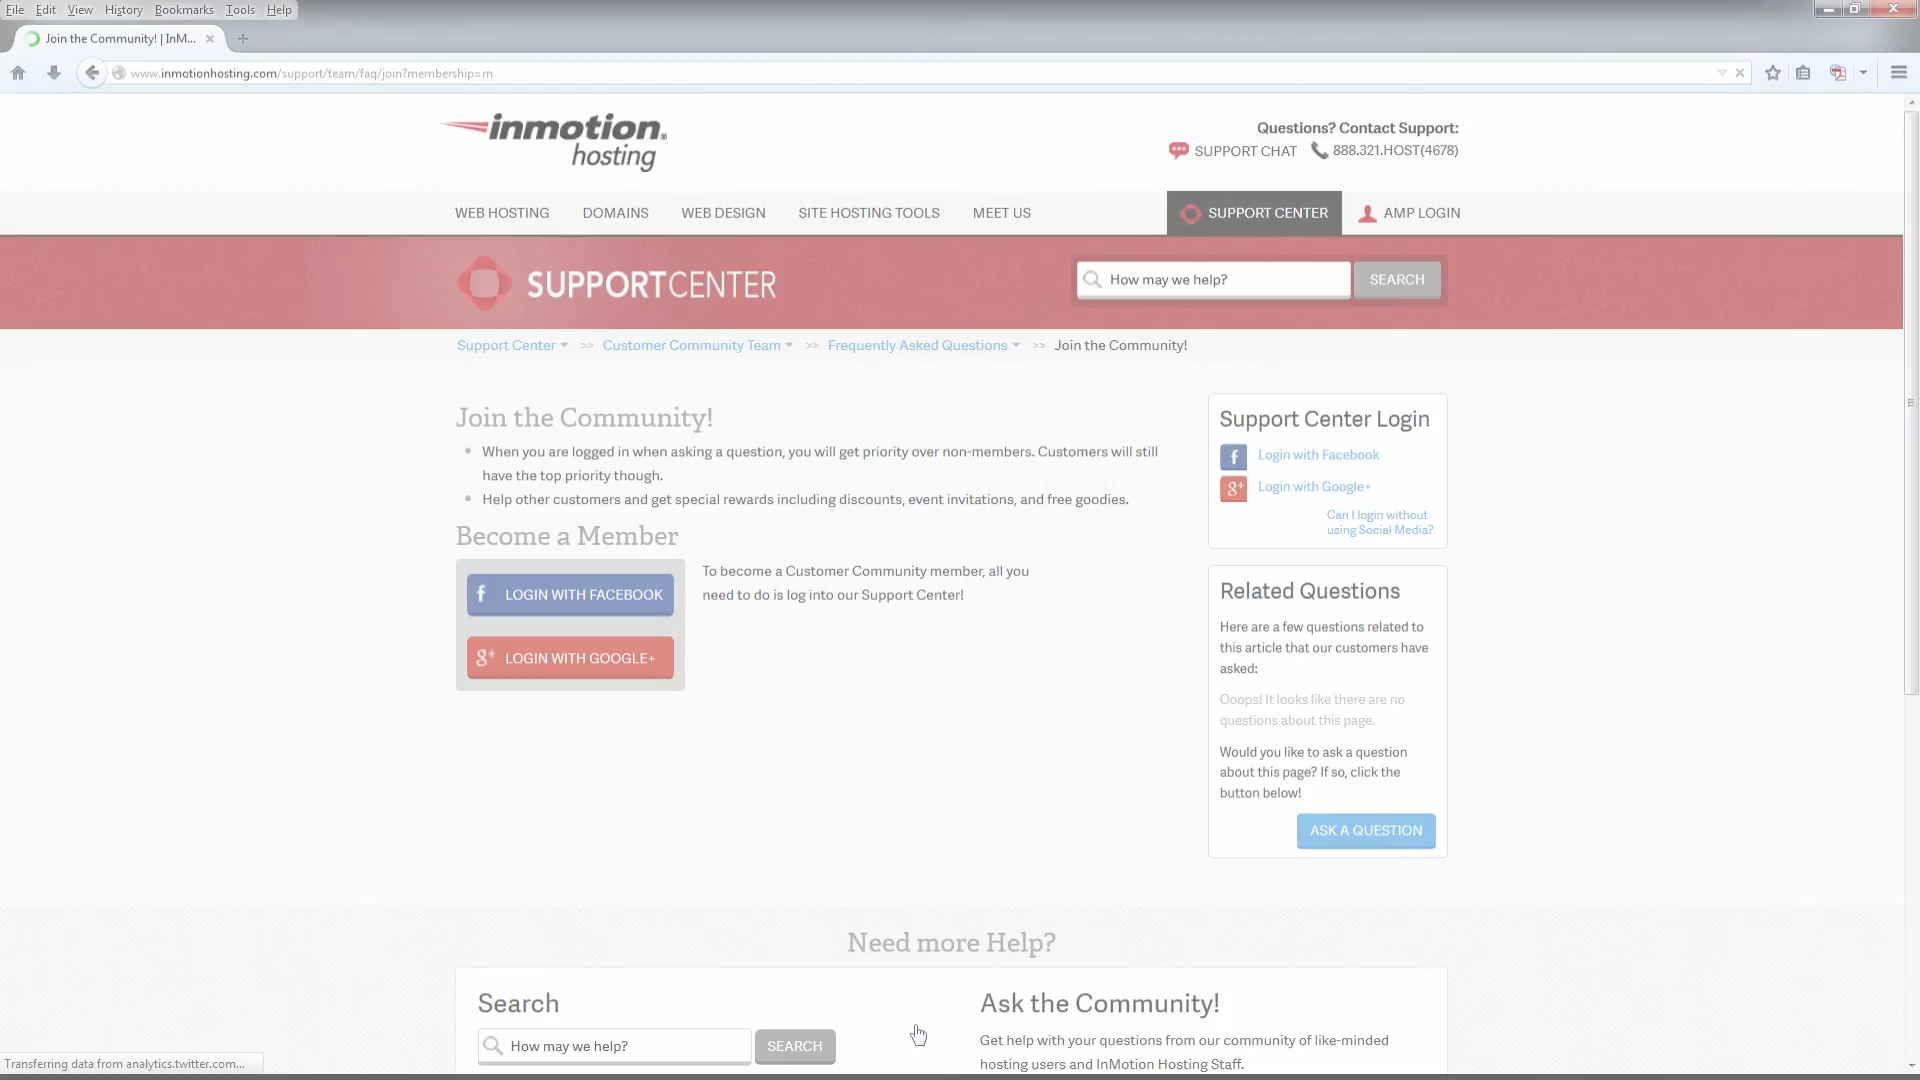 File Edit View History Bookmarks Tools Help
Join the Community! | InM...
www.inmotionhosting.com/support/team/faq/join?membership=m
inmotion
hosting
Questions? Contact Support:
SUPPORT CHAT 888.321.HOST(4678)
WEB HOSTING DOMAINS WEB DESIGN SITE HOSTING TOOLS MEET US SUPPORT CENTER AMP LOGIN
SUPPORTCENTER
How may we help? SEARCH
Support Center >> Customer Community Team >> Frequently Asked Questions >> Join the Community!
Join the Community!
When you are logged in when asking a question, you will get priority over non-members. Customers will still
have the top priority though.
Help other customers and get special rewards including discounts, event invitations, and free goodies.
Become a Member
f LOGIN WITH FACEBOOK
g+ LOGIN WITH GOOGLE+
To become a Customer Community member, all you
need to do is log into our Support Center!
Support Center Login
f Login with Facebook
g+ Login with Google+
Can I login without
using Social Media?
Related Questions
Here are a few questions related to
this article that our customers have
asked:
Ooops! It looks like there are no
questions about this page.
Would you like to ask a question
about this page? If so, click the
button below!
ASK A QUESTION
Need more Help?
Search
How may we help? SEARCH
Ask the Community!
Get help with your questions from our community of like-minded
hosting users and InMotion Hosting Staff.
Transferring data from analytics.twitter.com...